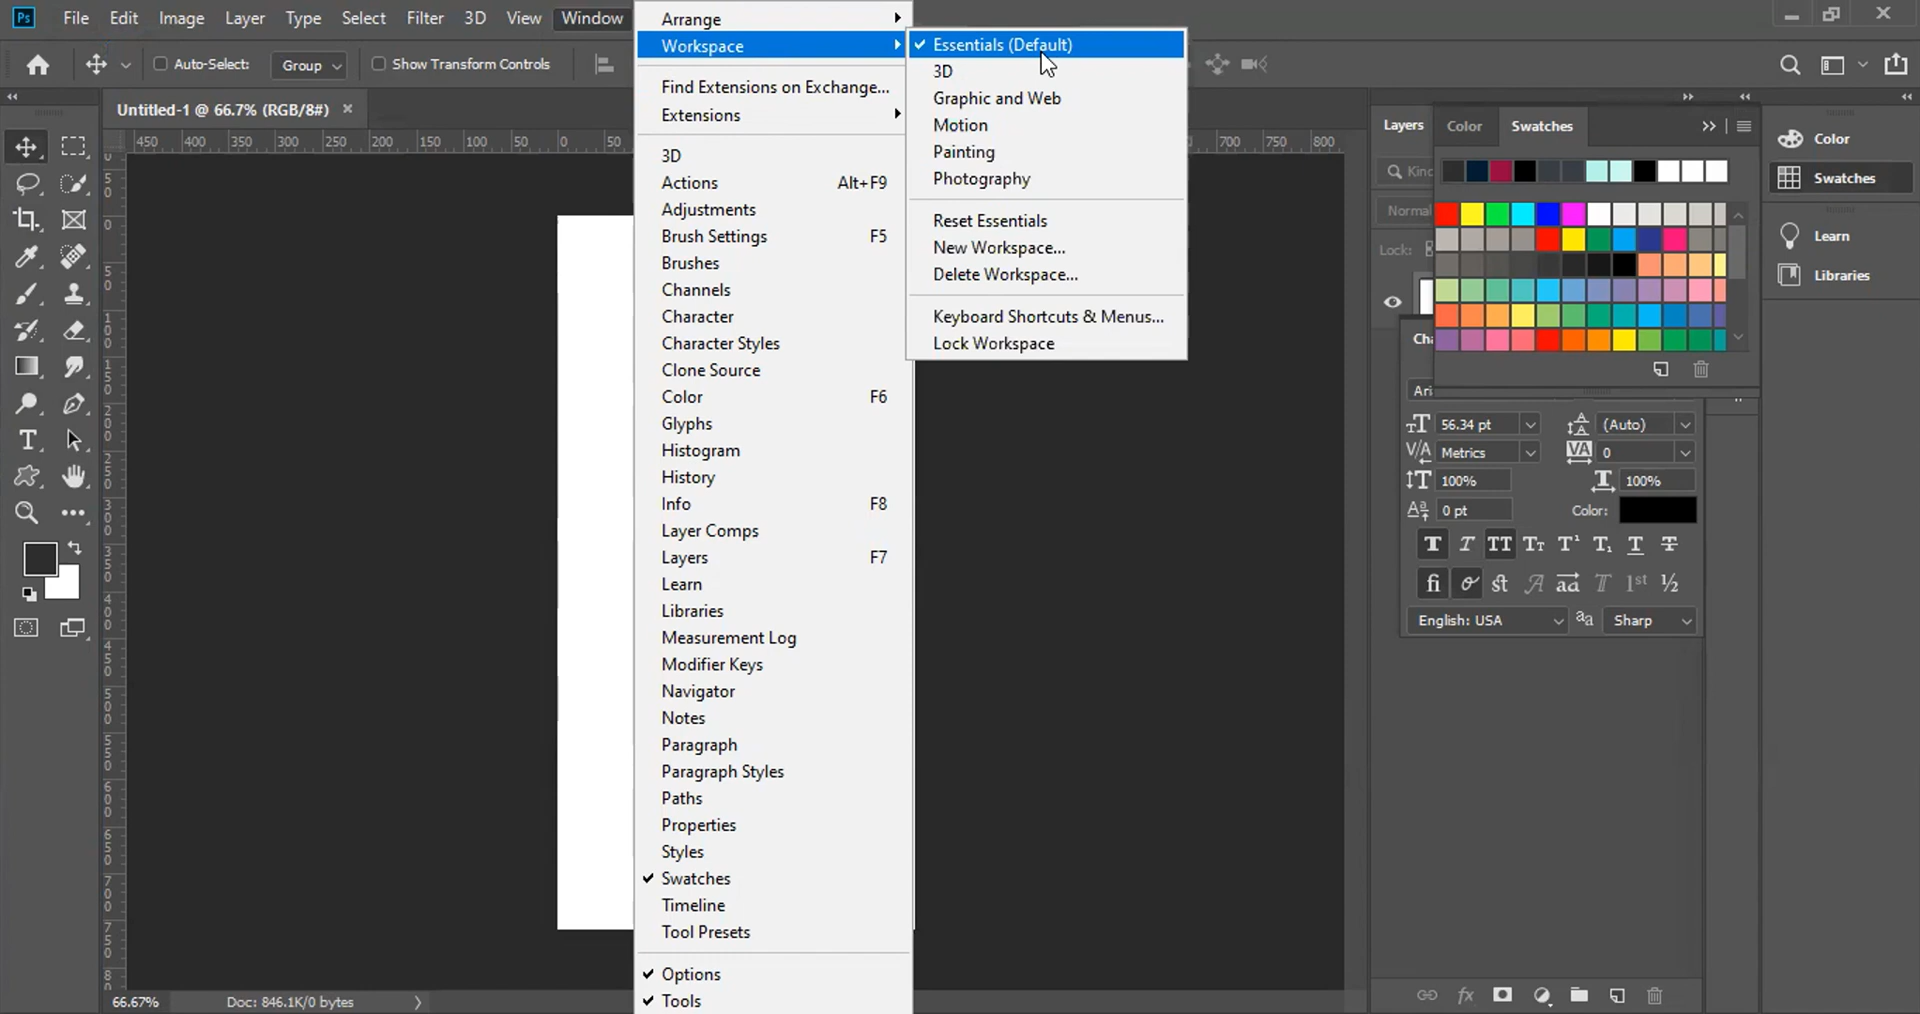 Ps File Edit Image Layer Type Select Filter 3D View Window
Auto-Select: Group Show Transform Controls
Untitled-1 @ 66.7% (RGB/8#)
450 400 350 300 250 200 150 100 50 0 50 700 750 800
Arrange
Workspace
Find Extensions on Exchange...
Extensions
3D
Actions Alt+F9
Adjustments
Brush Settings F5
Brushes
Channels
Character
Character Styles
Clone Source
Color F6
Glyphs
Histogram
History
Info F8
Layer Comps
Layers F7
Learn
Libraries
Measurement Log
Modifier Keys
Navigator
Notes
Paragraph
Paragraph Styles
Paths
Properties
Styles
Swatches
Timeline
Tool Presets
Options
Tools
Essentials (Default)
3D
Graphic and Web
Motion
Painting
Photography
Reset Essentials
New Workspace...
Delete Workspace...
Keyboard Shortcuts & Menus...
Lock Workspace
Layers Color Swatches
Normal
Lock:
56.34 pt (Auto)
Metrics 0
100% 100%
0 pt Color:
English: USA aa Sharp
Color
Swatches
Learn
Libraries
66.67% Doc: 846.1K/0 bytes